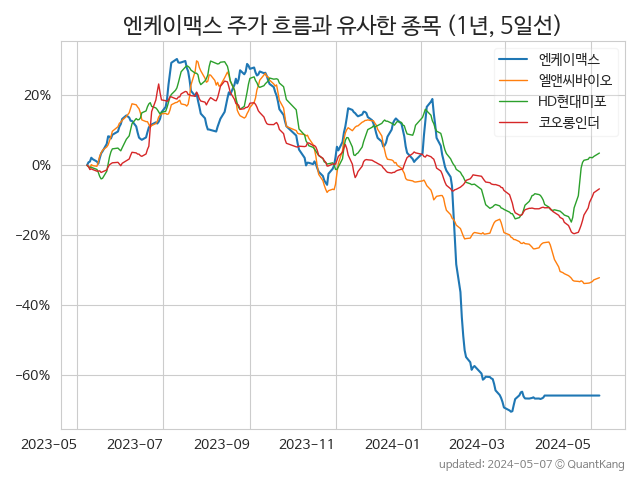 엔케이맥스 주가 흐름과 유사한 종목 (1년, 5일선)
엔케이맥스
엘앤씨바이오
HD현대미포
코오롱인더
20%
0%
−20%
−40%
−60%
2023-05 2023-07 2023-09 2023-11 2024-01 2024-03 2024-05
updated: 2024-05-07 © QuantKang